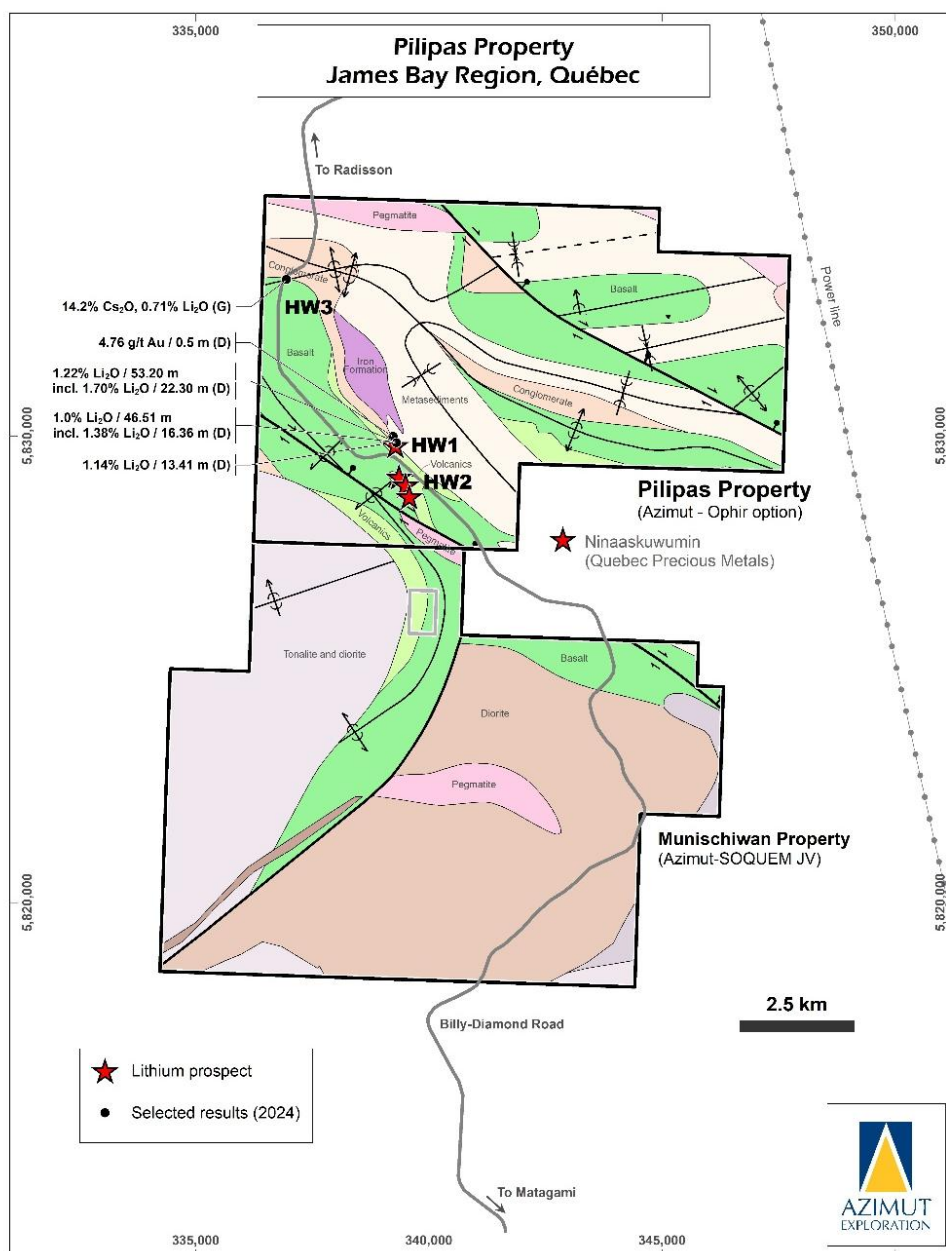 335,000
350,000
Pilipas Property
James Bay Region, Québec
To Radisson
Pegmatite
Power line
Conglomerate
Basalt
14.2% Cs₂O, 0.71% Li₂O (G)
HW3
4.76 g/t Au / 0.5 m (D)
Basalt
Iron
Formation
1.22% Li₂O / 53.20 m
incl. 1.70% Li₂O / 22.30 m (D)
Metasediments
Conglomerate
1.0% Li₂O / 46.51 m
incl. 1.38% Li₂O / 16.36 m (D)
5,830,000
5,830,000
HW1
1.14% Li₂O / 13.41 m (D)
Volcanics
HW2
Pilipas Property
(Azimut - Ophir option)
Volcanics
Pegmatite
Ninaaskuwumin
(Quebec Precious Metals)
Tonalite and diorite
Basalt
Diorite
Pegmatite
Munischiwan Property
(Azimut-SOQUEM JV)
5,820,000
5,820,000
2.5 km
Billy-Diamond Road
Lithium prospect
Selected results (2024)
To Matagami
AZIMUT
EXPLORATION
335,000
340,000
345,000